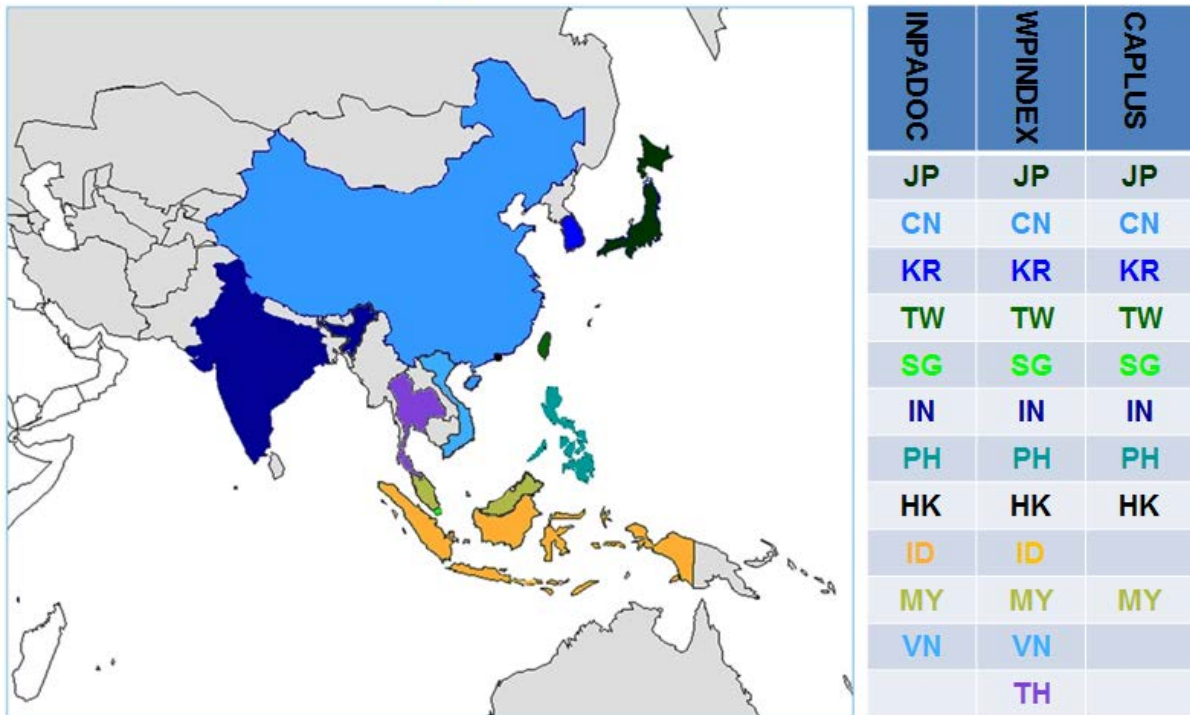 INPADOC WPINDEX CAPLUS
JP JP JP
CN CN CN
KR KR KR
TW TW TW
SG SG SG
IN IN IN
PH PH PH
HK HK HK
ID ID
MY MY MY
VN VN
TH